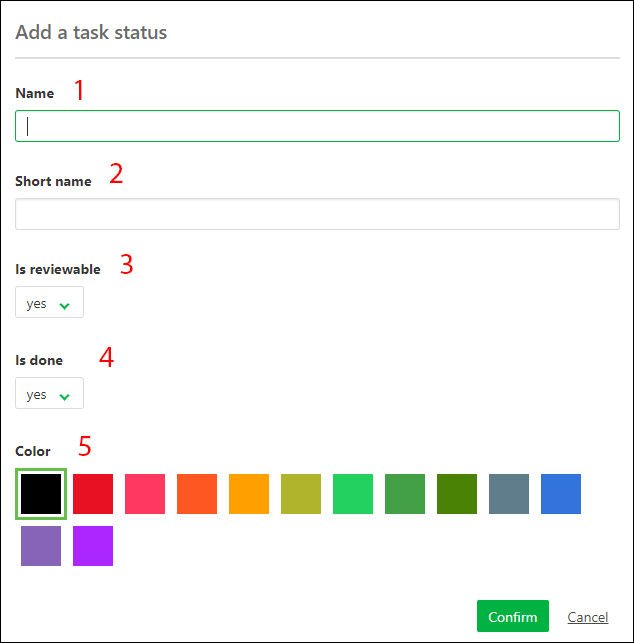 Add a task status
Name 1
Short name 2
Is reviewable 3
yes
Is done 4
yes
Color 5
Confirm Cancel